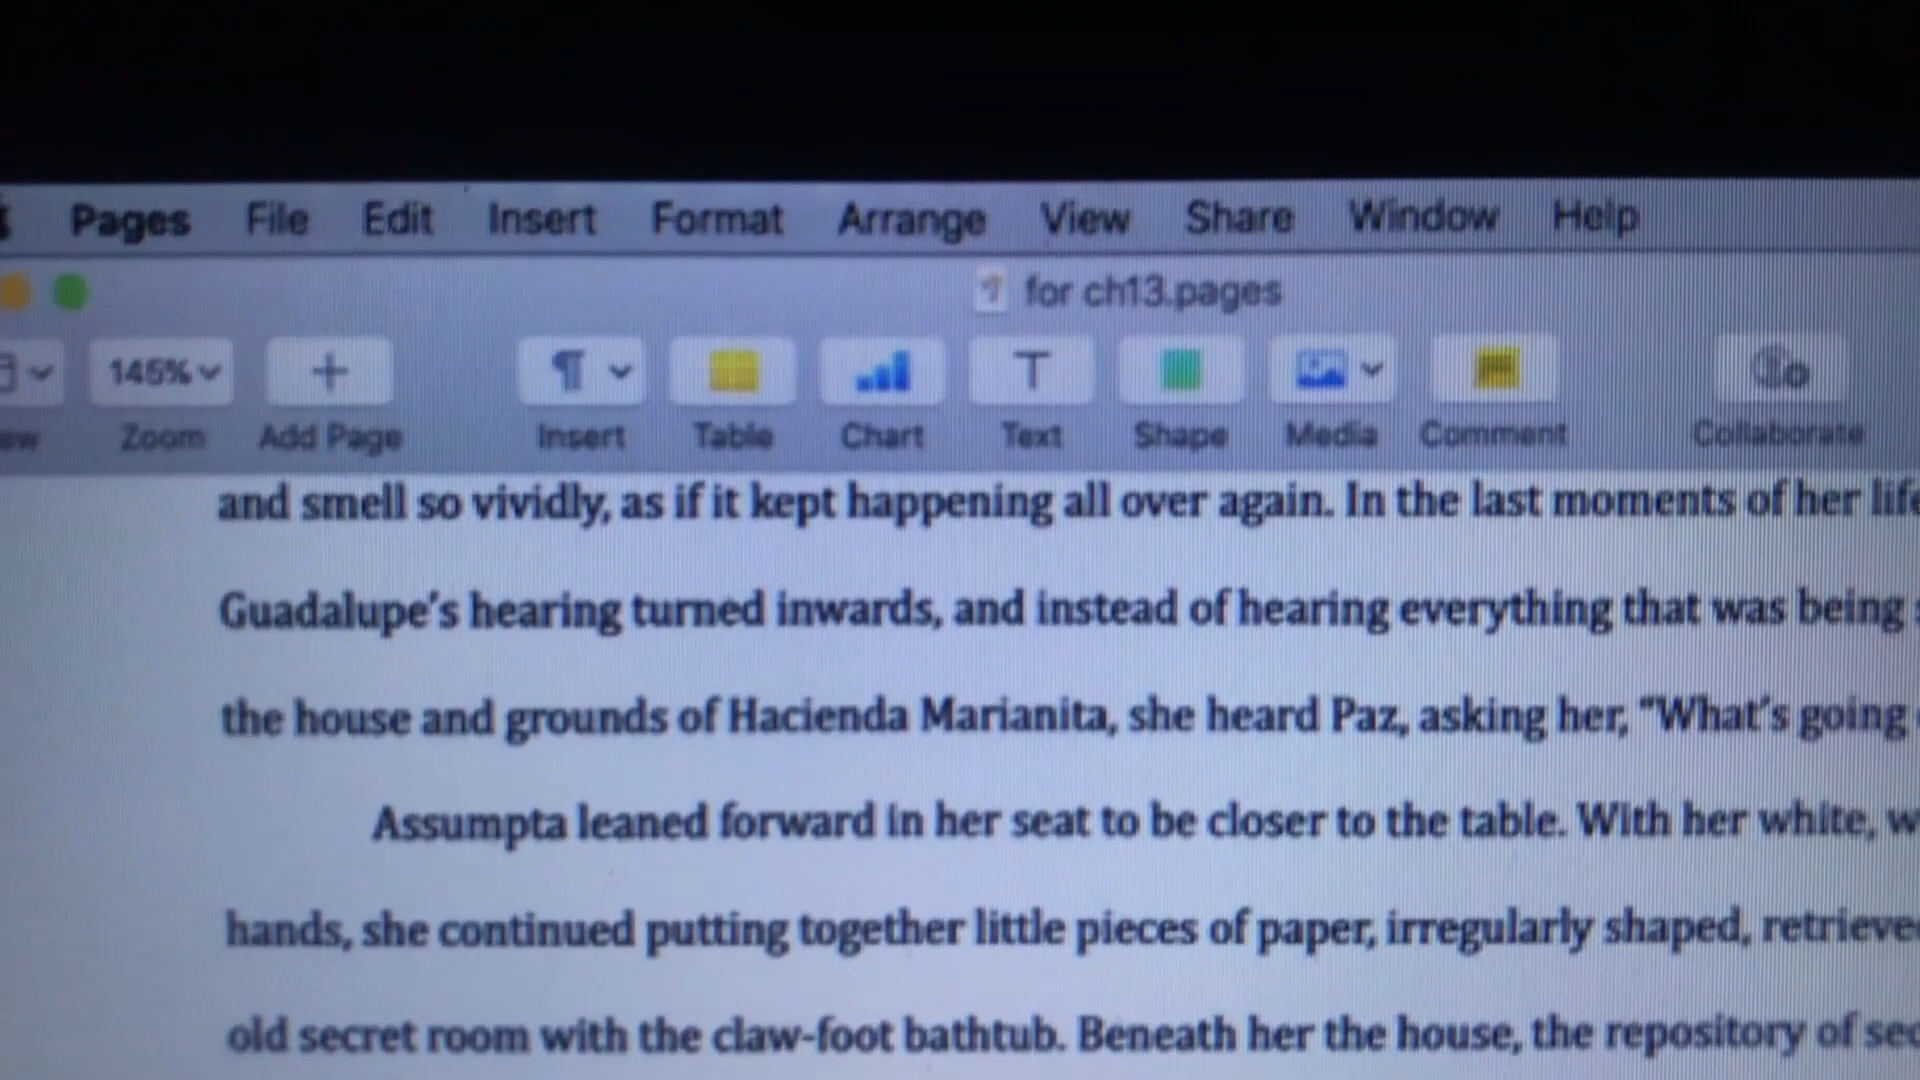 Pages File Edit Insert Format Arrange View Share Window Help
for ch13.pages
145%
Zoom Add Page Insert Table Chart Text Shape Media Comment Collaborate
and smell so vividly, as if it kept happening all over again. In the last moments of her
Guadalupe's hearing turned inwards, and instead of hearing everything that was being
the house and grounds of Hacienda Marianita, she heard Paz, asking her, "What's going
Assumpta leaned forward in her seat to be closer to the table. With her white,
hands, she continued putting together little pieces of paper, irregularly shaped,
old secret room with the claw-foot bathtub. Beneath her the house, the repository of